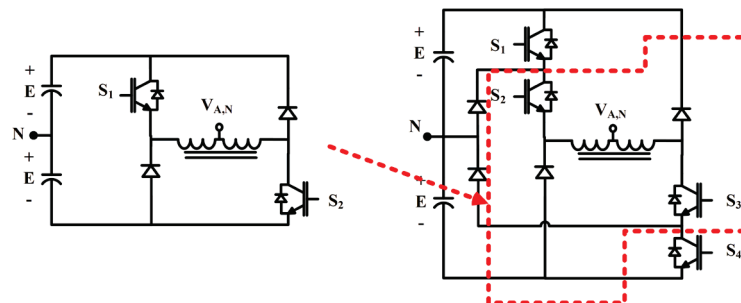 +
E
-
N
+
E
-
S1
VA,N
S2
+
E
-
N
+
E
-
S1
S2
VA,N
S3
S4